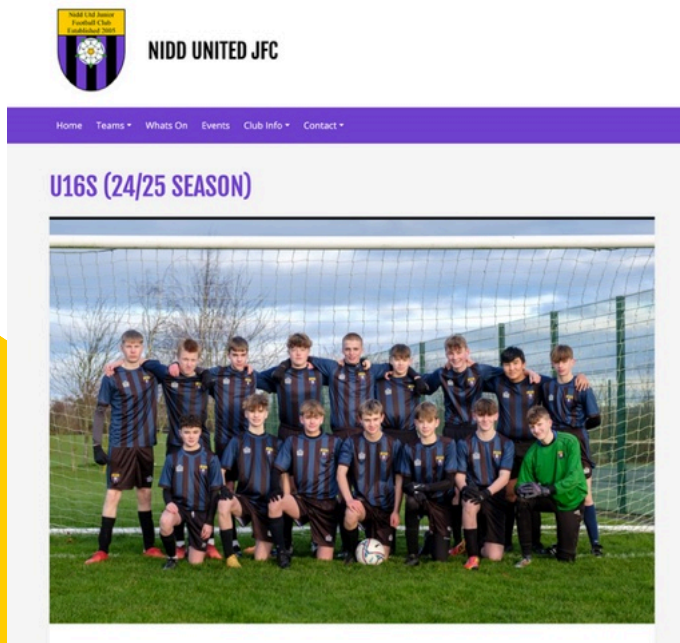 Nidd Utd Junior
Football Club
Established 2005
NIDD UNITED JFC
Home Teams Whats On Events Club Info Contact
U16S (24/25 SEASON)